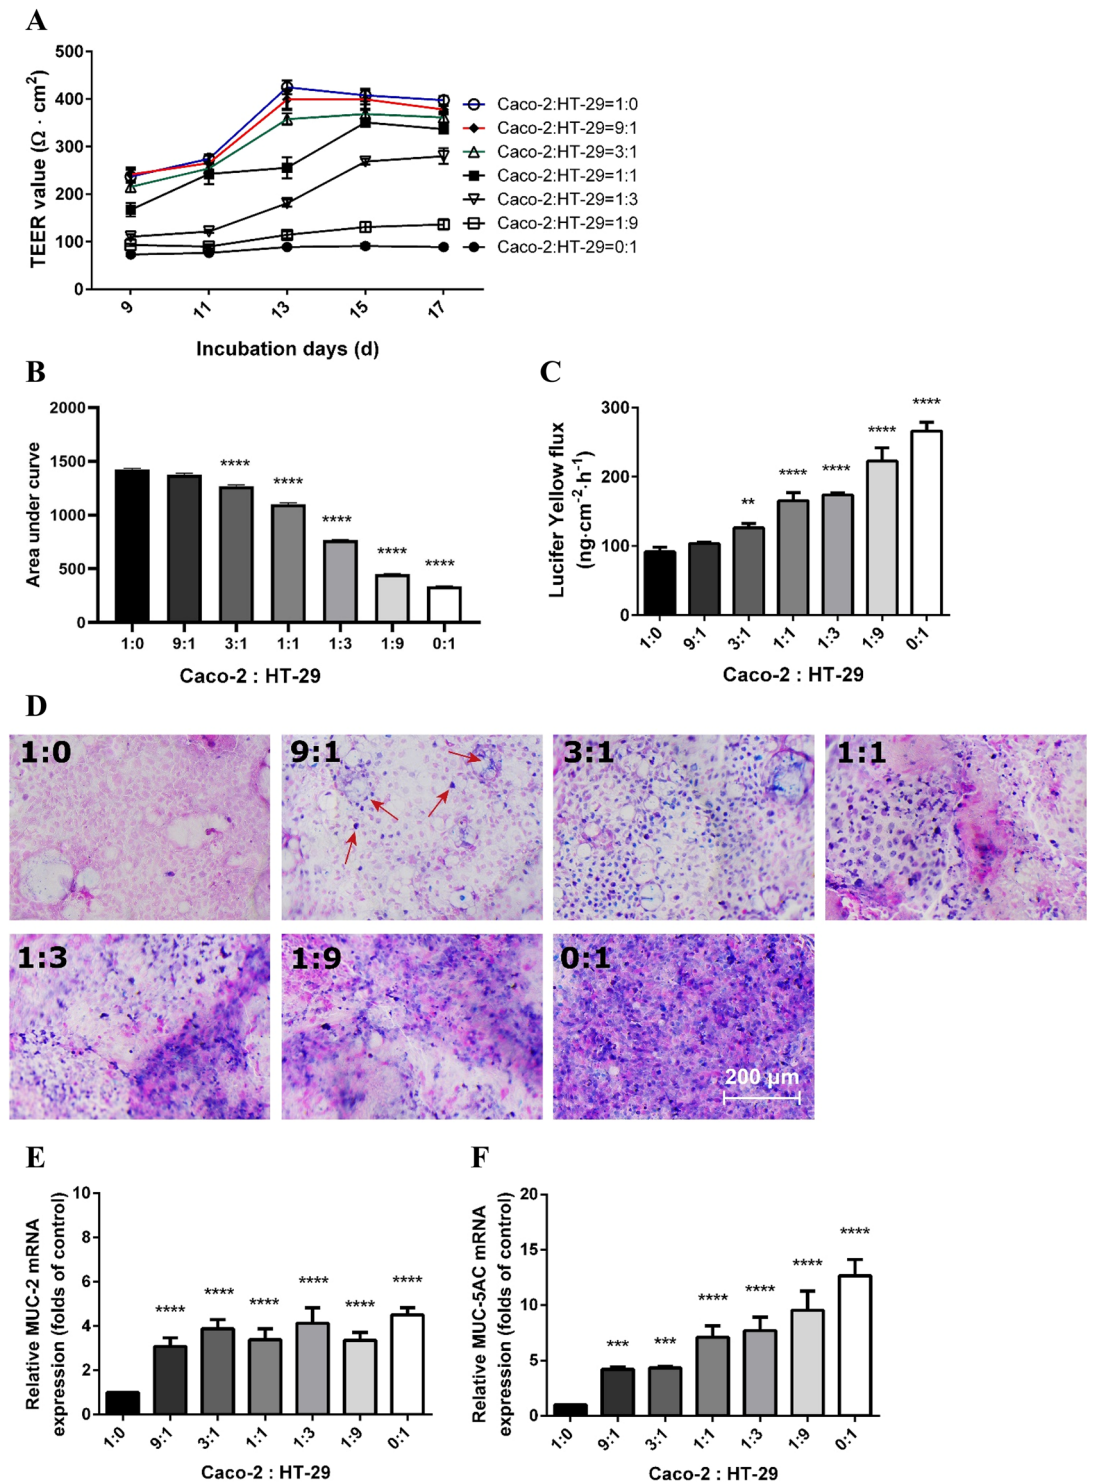 A
TEER value (Ω · cm²)
500
400
300
200
100
0
9
11
13
15
17
Incubation days (d)
Caco-2:HT-29=1:0
Caco-2:HT-29=9:1
Caco-2:HT-29=3:1
Caco-2:HT-29=1:1
Caco-2:HT-29=1:3
Caco-2:HT-29=1:9
Caco-2:HT-29=0:1
B
Area under curve
2000
1500
1000
500
0
****
****
****
****
****
1:0 9:1 3:1 1:1 1:3 1:9 0:1
Caco-2 : HT-29
C
Lucifer Yellow flux
(ng·cm⁻²·h⁻¹)
300
200
100
0
**
****
****
****
****
1:0 9:1 3:1 1:1 1:3 1:9 0:1
Caco-2 : HT-29
D
1:0
9:1
3:1
1:1
1:3
1:9
0:1
200 μm
E
Relative MUC-2 mRNA
expression (folds of control)
10
8
6
4
2
0
****
****
****
****
****
****
1:0 9:1 3:1 1:1 1:3 1:9 0:1
Caco-2 : HT-29
F
Relative MUC-5AC mRNA
expression (folds of control)
20
15
10
5
0
***
***
****
****
****
****
1:0 9:1 3:1 1:1 1:3 1:9 0:1
Caco-2 : HT-29